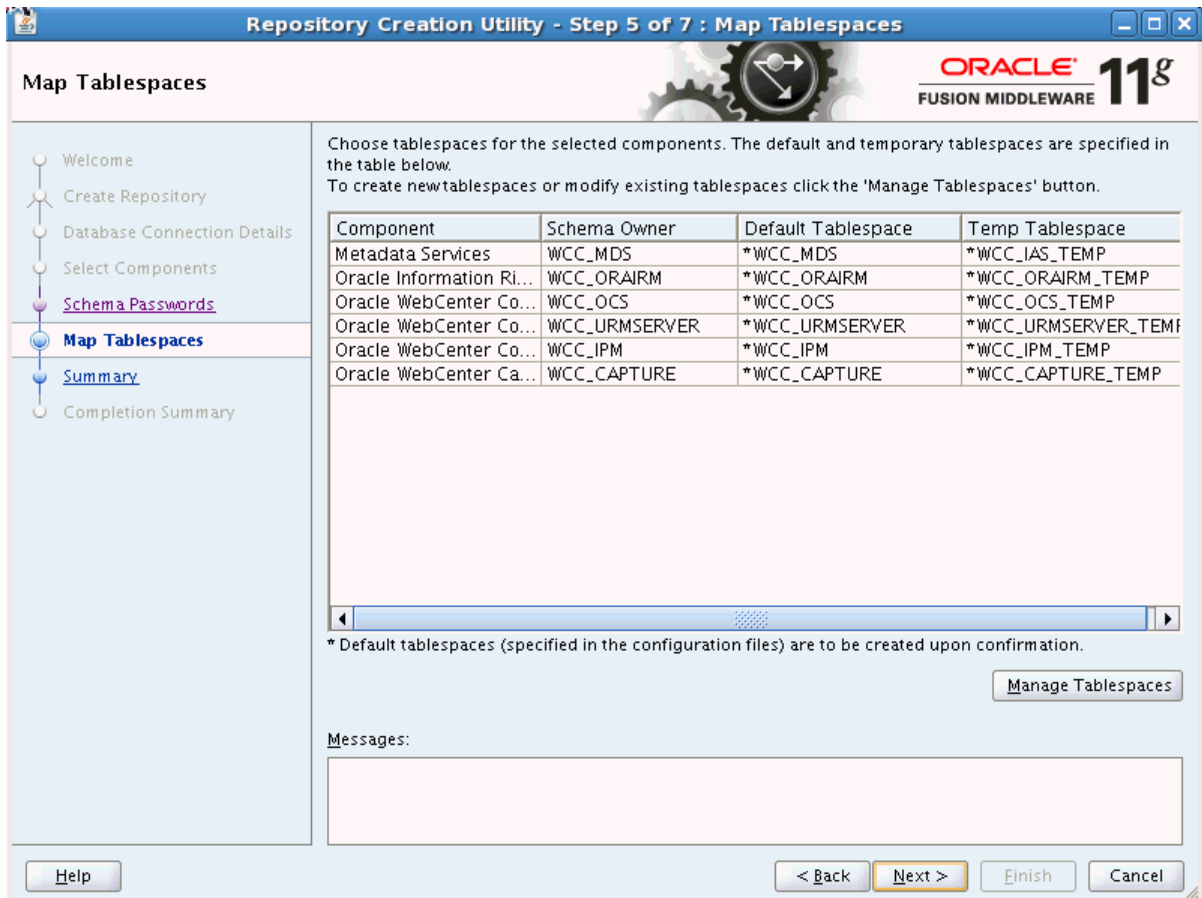 Repository Creation Utility - Step 5 of 7 : Map Tablespaces
Map Tablespaces
ORACLE FUSION MIDDLEWARE 11g
Welcome
Create Repository
Database Connection Details
Select Components
Schema Passwords
Map Tablespaces
Summary
Completion Summary
Choose tablespaces for the selected components. The default and temporary tablespaces are specified in
the table below.
To create new tablespaces or modify existing tablespaces click the 'Manage Tablespaces' button.
Component Schema Owner Default Tablespace Temp Tablespace
Metadata Services WCC_MDS *WCC_MDS *WCC_IAS_TEMP
Oracle Information Ri... WCC_ORAIRM *WCC_ORAIRM *WCC_ORAIRM_TEMP
Oracle WebCenter Co... WCC_OCS *WCC_OCS *WCC_OCS_TEMP
Oracle WebCenter Co... WCC_URMSERVER *WCC_URMSERVER *WCC_URMSERVER_TEMP
Oracle WebCenter Co... WCC_IPM *WCC_IPM *WCC_IPM_TEMP
Oracle WebCenter Ca... WCC_CAPTURE *WCC_CAPTURE *WCC_CAPTURE_TEMP
* Default tablespaces (specified in the configuration files) are to be created upon confirmation.
Manage Tablespaces
Messages:
Help < Back Next > Finish Cancel